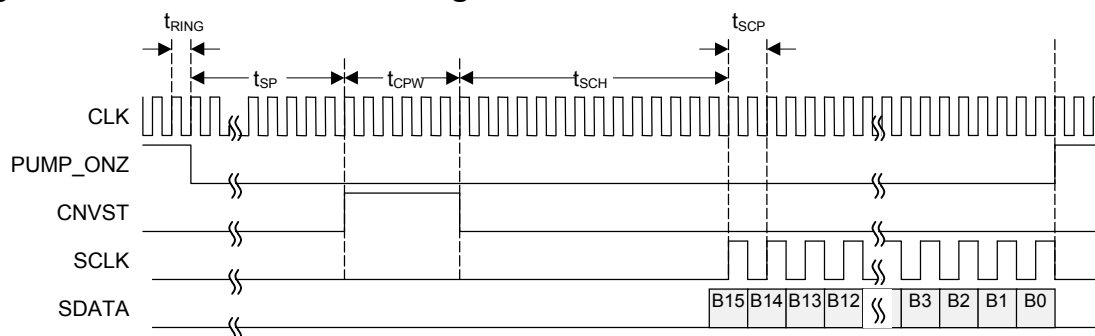 tRING
tSCP
tSP
tCPW
tSCH
CLK
PUMP_ONZ
CNVST
SCLK
SDATA
B15 B14 B13 B12 B3 B2 B1 B0